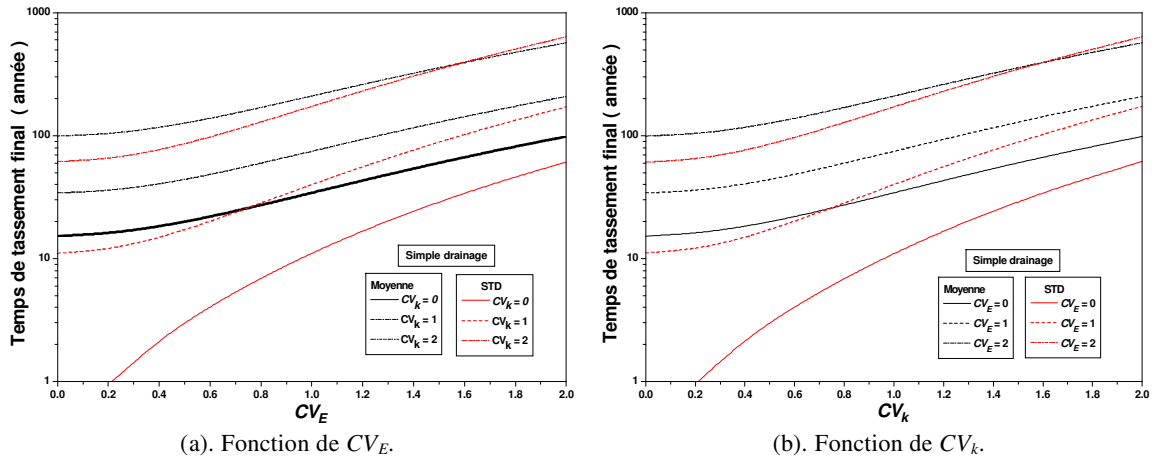 1000
100
10
1
Temps de tassement final ( année)
Simple drainage
Moyenne
CV_k = 0
CV_k = 1
CV_k = 2
STD
CV_k = 0
CV_k = 1
CV_k = 2
0.0 0.2 0.4 0.6 0.8 1.0 1.2 1.4 1.6 1.8 2.0
CV_E
(a). Fonction de CV_E.
1000
100
10
1
Temps de tassement final ( année)
Simple drainage
Moyenne
CV_E = 0
CV_E = 1
CV_E = 2
STD
CV_E = 0
CV_E = 1
CV_E = 2
0.0 0.2 0.4 0.6 0.8 1.0 1.2 1.4 1.6 1.8 2.0
CV_k
(b). Fonction de CV_k.